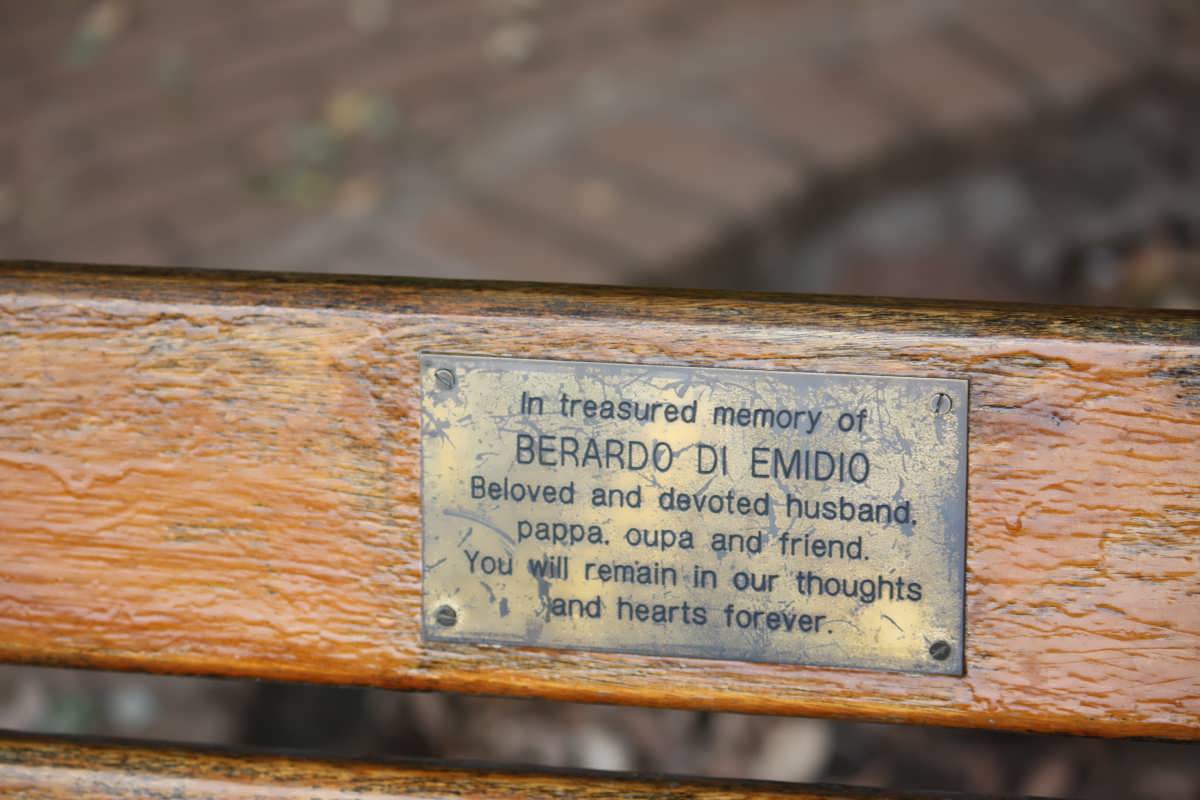 In treasured memory of
BERARDO DI EMIDIO
Beloved and devoted husband,
pappa, oupa and friend.
You will remain in our thoughts
and hearts forever.